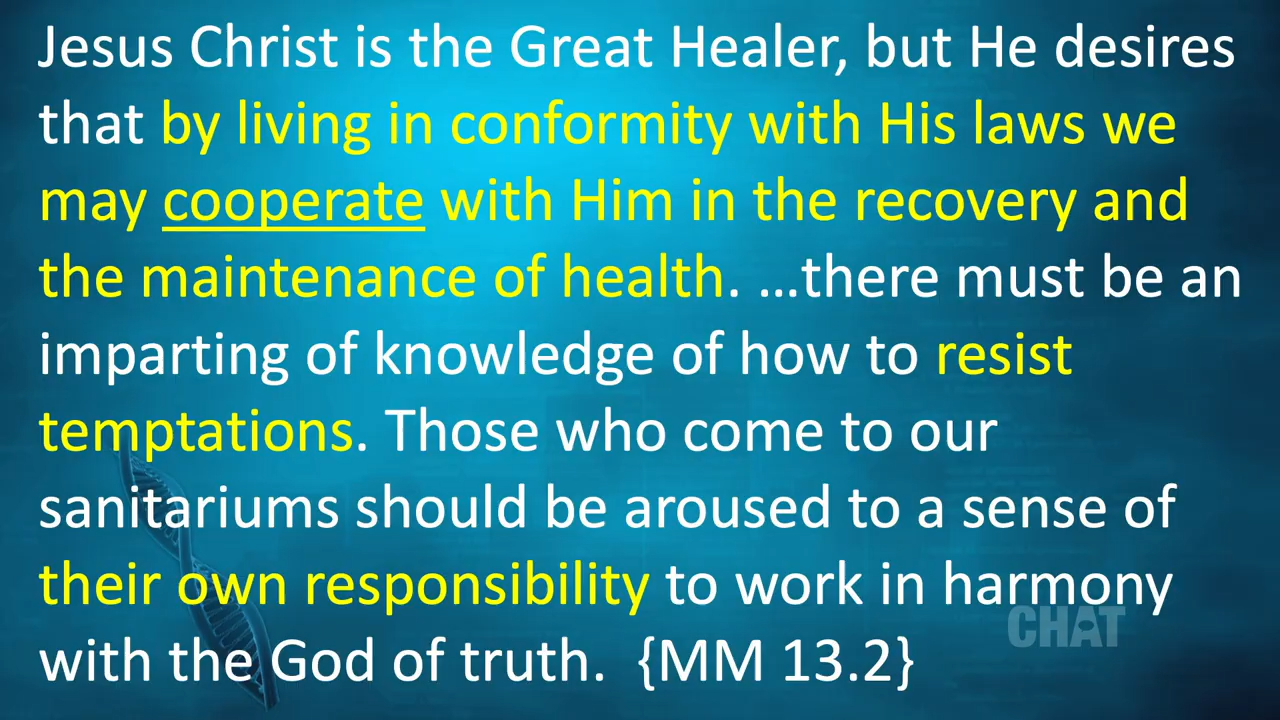 Jesus Christ is the Great Healer, but He desires
that by living in conformity with His laws we
may cooperate with Him in the recovery and
the maintenance of health. …there must be an
imparting of knowledge of how to resist
temptations. Those who come to our
sanitariums should be aroused to a sense of
their own responsibility to work in harmony
with the God of truth.  {MM 13.2}
CHAT